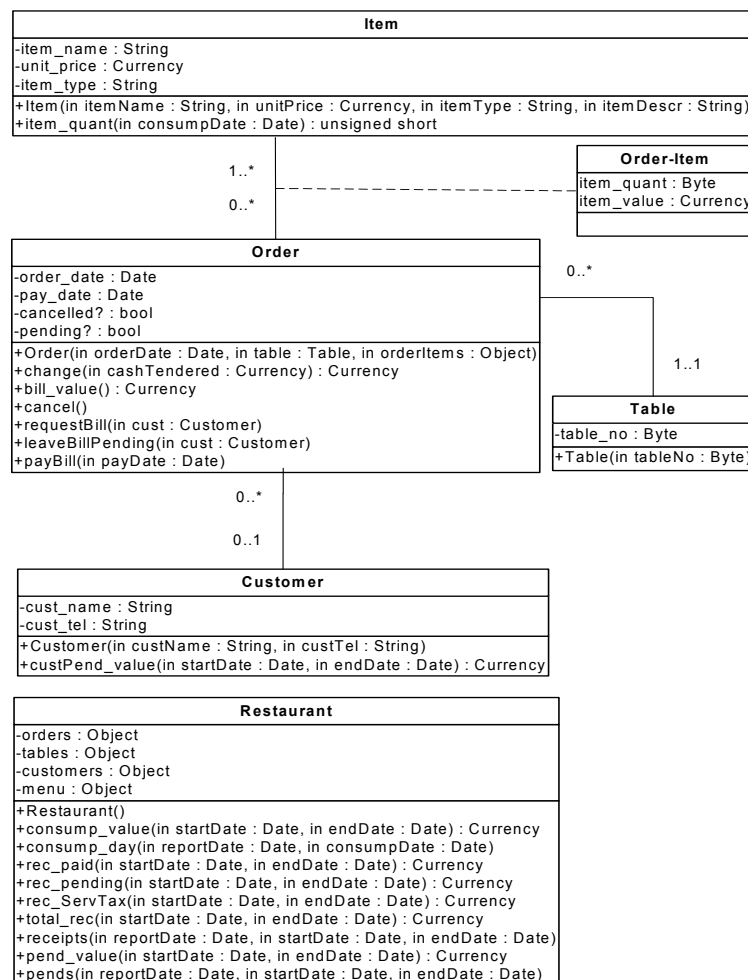 Item
-item_name : String
-unit_price : Currency
-item_type : String
+Item(in itemName : String, in unitPrice : Currency, in itemType : String, in itemDescr : String)
+item_quant(in consumpDate : Date) : unsigned short
1..*
0..*
Order-Item
item_quant : Byte
item_value : Currency
Order
-order_date : Date
-pay_date : Date
-cancelled? : bool
-pending? : bool
+Order(in orderDate : Date, in table : Table, in orderItems : Object)
+change(in cashTendered : Currency) : Currency
+bill_value() : Currency
+cancel()
+requestBill(in cust : Customer)
+leaveBillPending(in cust : Customer)
+payBill(in payDate : Date)
0..*
1..1
Table
-table_no : Byte
+Table(in tableNo : Byte)
0..*
0..1
Customer
-cust_name : String
-cust_tel : String
+Customer(in custName : String, in custTel : String)
+custPend_value(in startDate : Date, in endDate : Date) : Currency
Restaurant
-orders : Object
-tables : Object
-customers : Object
-menu : Object
+Restaurant()
+consump_value(in startDate : Date, in endDate : Date) : Currency
+consump_day(in reportDate : Date, in consumpDate : Date)
+rec_paid(in startDate : Date, in endDate : Date) : Currency
+rec_pending(in startDate : Date, in endDate : Date) : Currency
+rec_ServTax(in startDate : Date, in endDate : Date) : Currency
+total_rec(in startDate : Date, in endDate : Date) : Currency
+receipts(in reportDate : Date, in startDate : Date, in endDate : Date)
+pend_value(in startDate : Date, in endDate : Date) : Currency
+pends(in reportDate : Date, in startDate : Date, in endDate : Date)